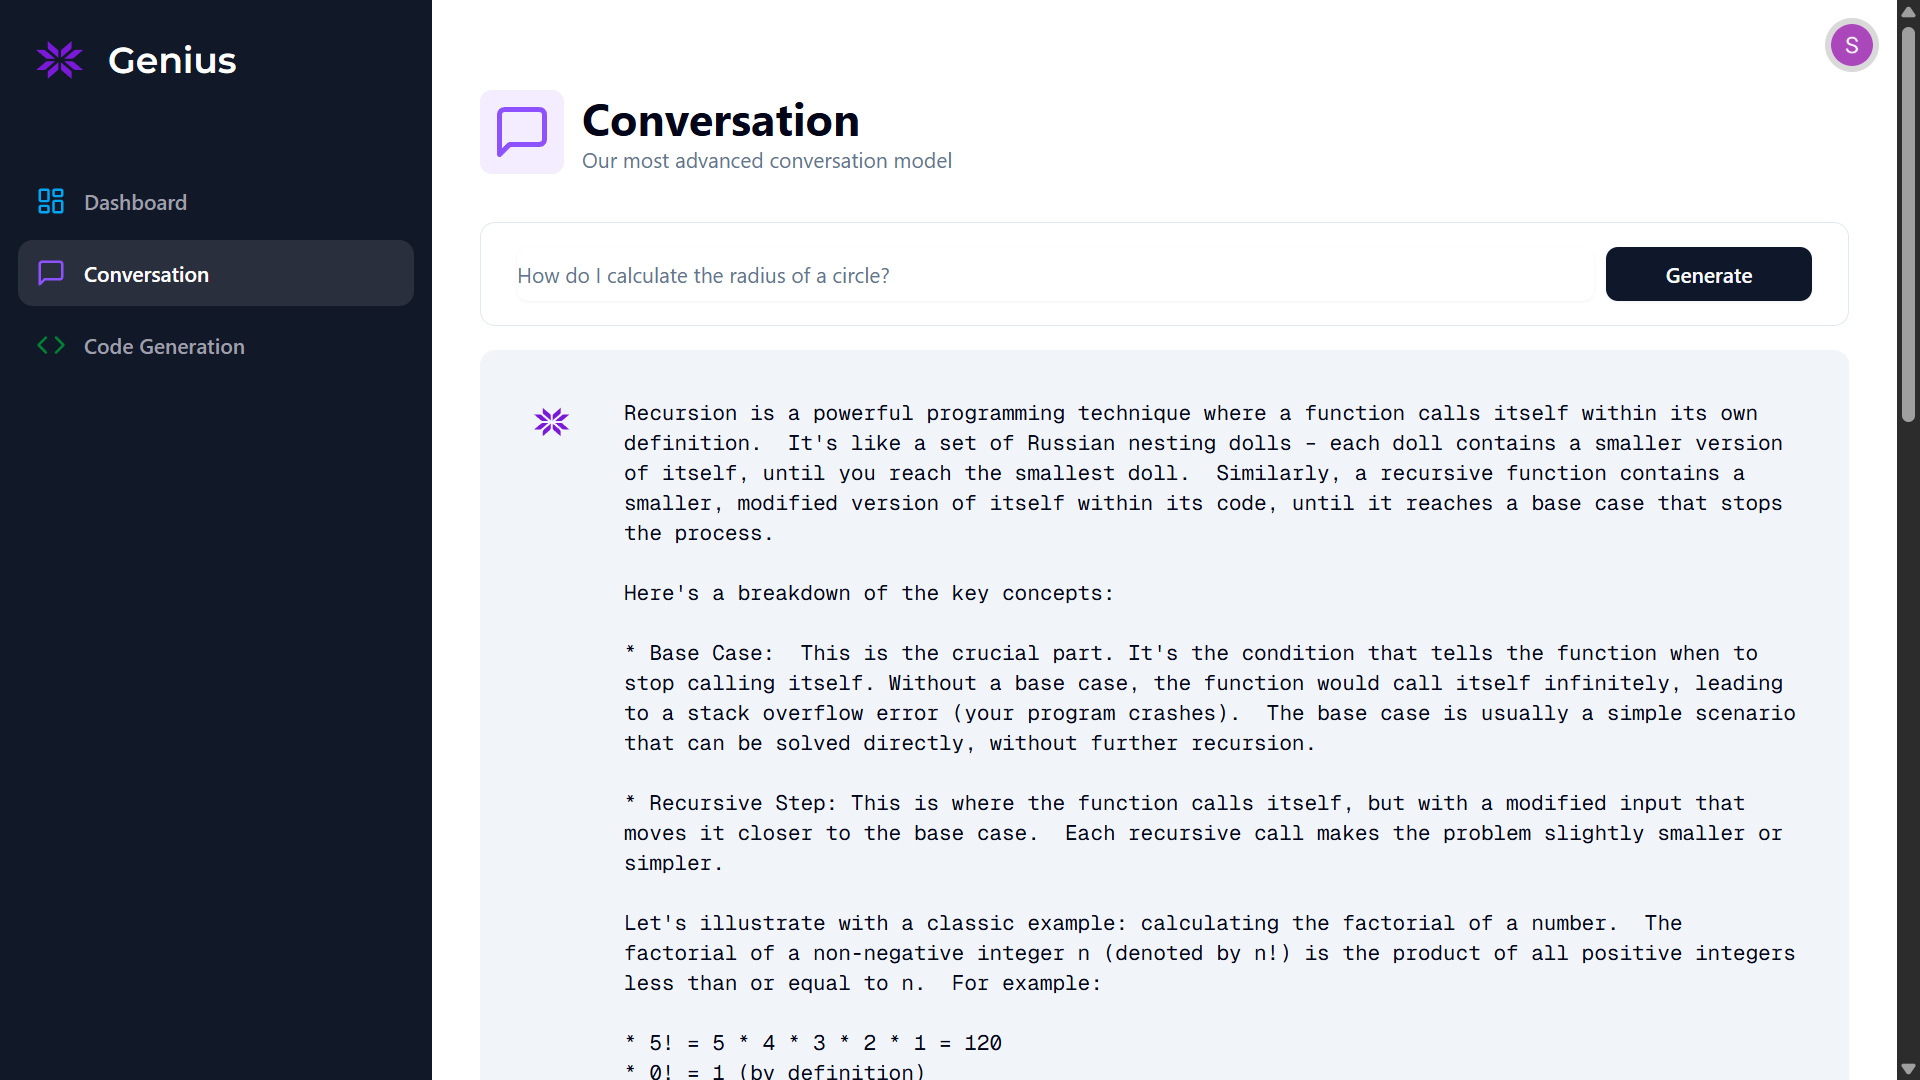 Genius
Dashboard
Conversation
Code Generation
S
Conversation
Our most advanced conversation model
How do I calculate the radius of a circle?
Generate
Recursion is a powerful programming technique where a function calls itself within its own
definition.  It's like a set of Russian nesting dolls - each doll contains a smaller version
of itself, until you reach the smallest doll.  Similarly, a recursive function contains a
smaller, modified version of itself within its code, until it reaches a base case that stops
the process.
Here's a breakdown of the key concepts:
* Base Case:  This is the crucial part. It's the condition that tells the function when to
stop calling itself. Without a base case, the function would call itself infinitely, leading
to a stack overflow error (your program crashes).  The base case is usually a simple scenario
that can be solved directly, without further recursion.
* Recursive Step: This is where the function calls itself, but with a modified input that
moves it closer to the base case.  Each recursive call makes the problem slightly smaller or
simpler.
Let's illustrate with a classic example: calculating the factorial of a number.  The
factorial of a non-negative integer n (denoted by n!) is the product of all positive integers
less than or equal to n.  For example:
* 5! = 5 * 4 * 3 * 2 * 1 = 120
* 0! = 1 (by definition)